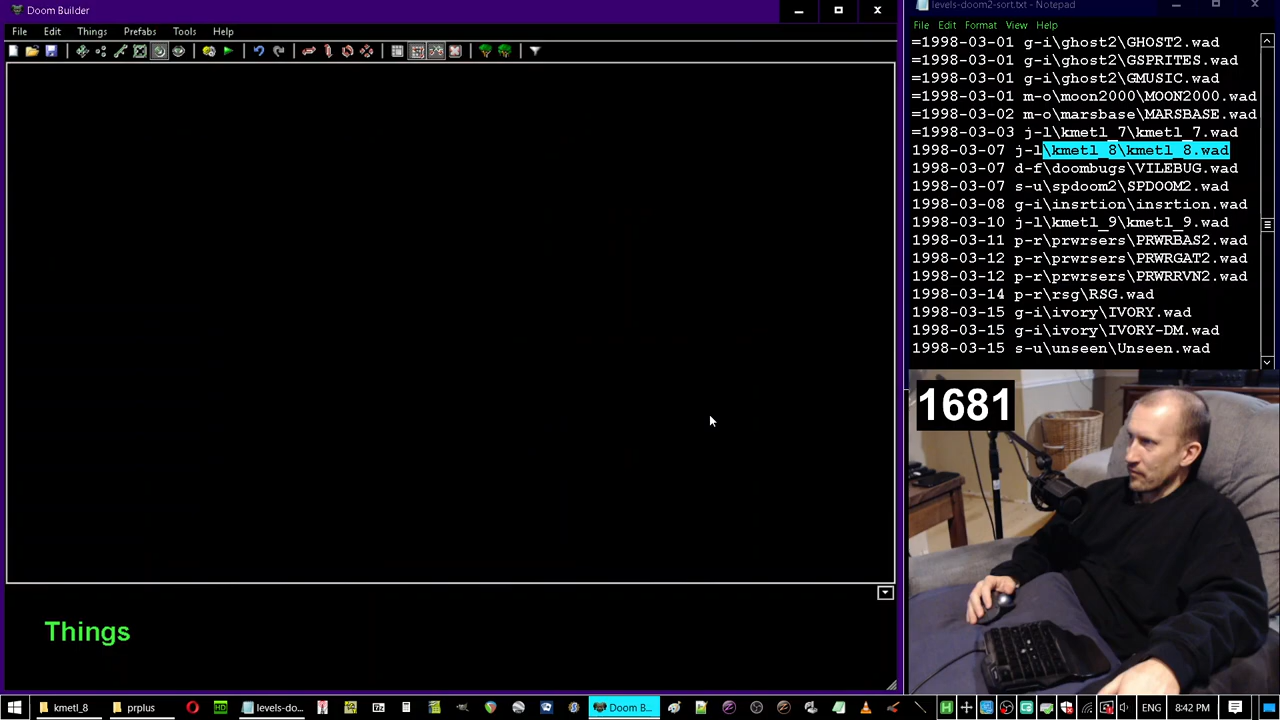 Doom Builder
File Edit Things Prefabs Tools Help
Things
levels-doom2-sort.txt - Notepad
File Edit Format View Help
=1998-03-01 g-i\ghost2\GHOST2.wad
=1998-03-01 g-i\ghost2\GSPRITES.wad
=1998-03-01 g-i\ghost2\GMUSIC.wad
=1998-03-01 m-o\moon2000\MOON2000.wad
=1998-03-02 m-o\marsbase\MARSBASE.wad
=1998-03-03 j-l\kmetl_7\kmetl_7.wad
1998-03-07 j-l\kmetl_8\kmetl_8.wad
1998-03-07 d-f\doombugs\VILEBUG.wad
1998-03-07 s-u\spdoom2\SPDOOM2.wad
1998-03-08 g-i\insrtion\insrtion.wad
1998-03-10 j-l\kmetl_9\kmetl_9.wad
1998-03-11 p-r\prwrsers\PRWRBAS2.wad
1998-03-12 p-r\prwrsers\PRWRGAT2.wad
1998-03-12 p-r\prwrsers\PRWRRVN2.wad
1998-03-14 p-r\rsg\RSG.wad
1998-03-15 g-i\ivory\IVORY.wad
1998-03-15 g-i\ivory\IVORY-DM.wad
1998-03-15 s-u\unseen\Unseen.wad
1681
kmetl_8 prplus HD levels-do... Doom B... ENG 8:42 PM